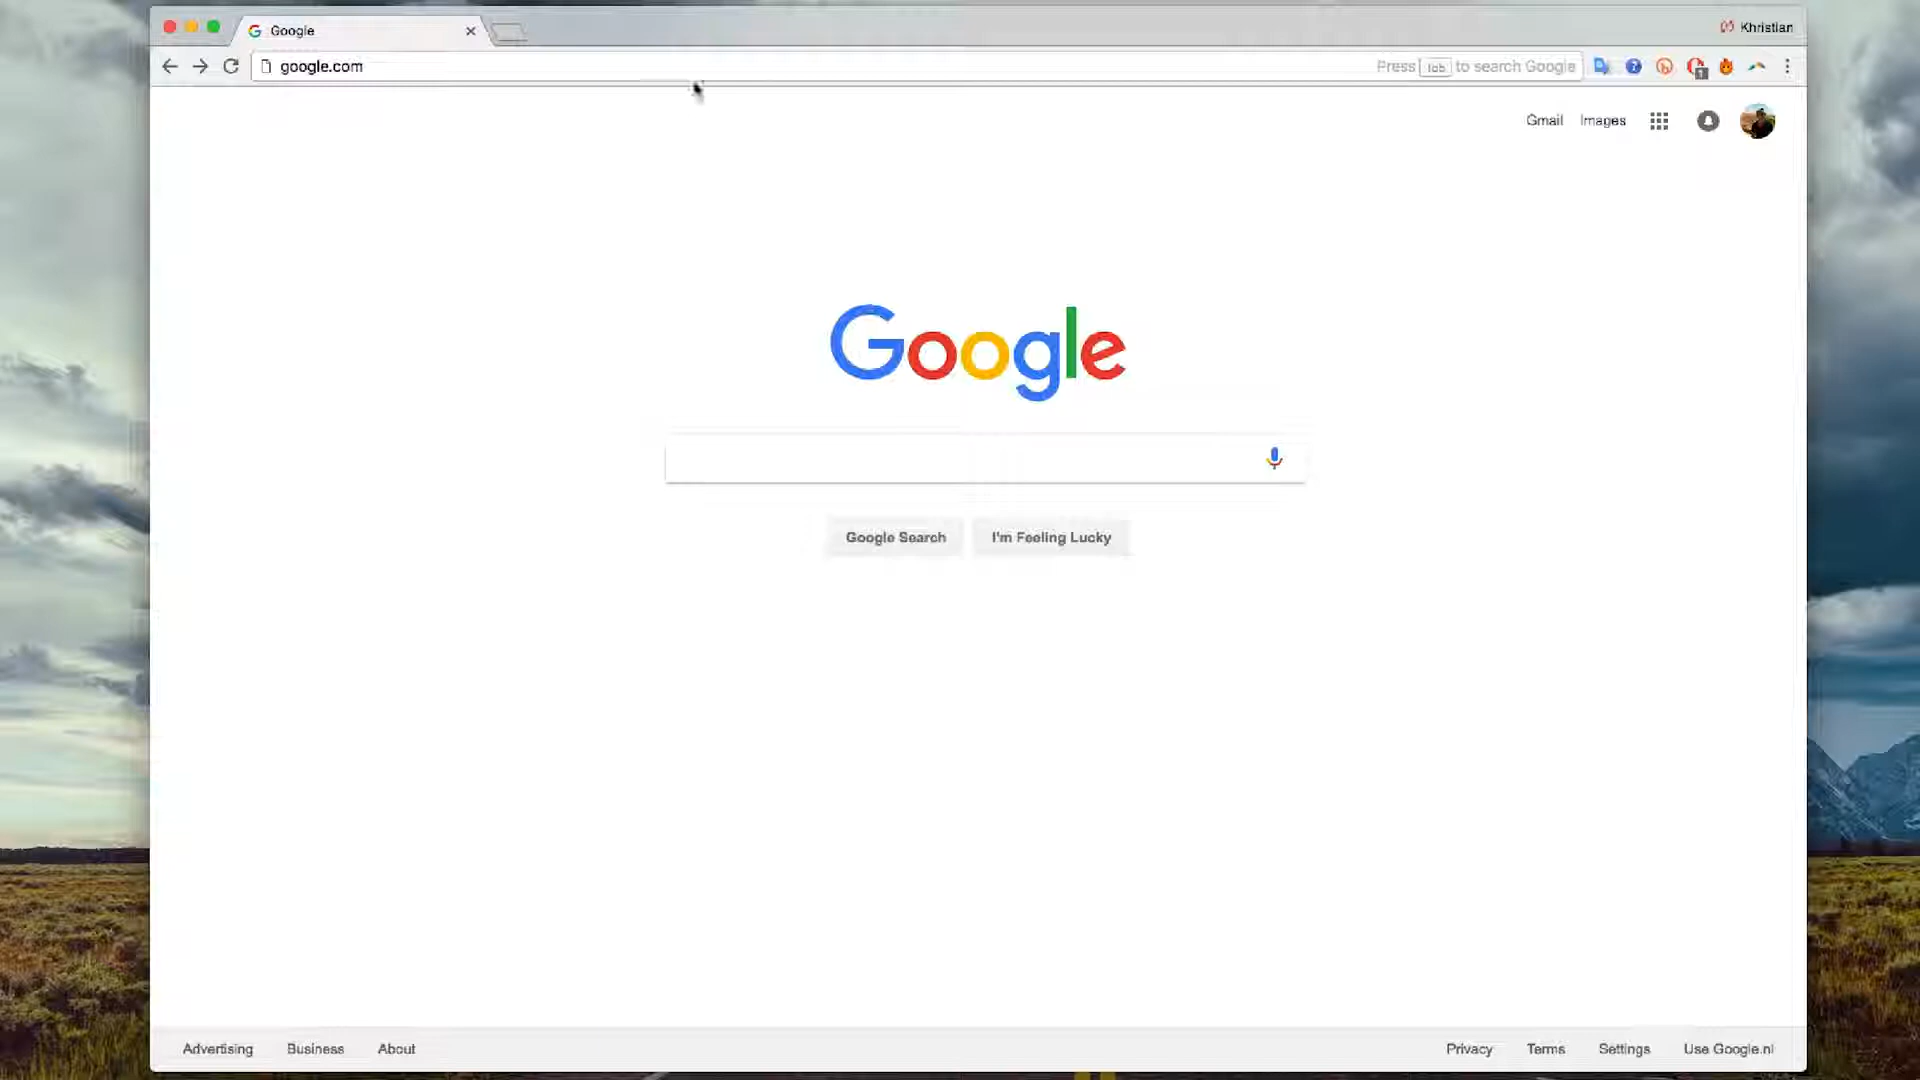 Google
Khristian
google.com
Press Tab to search Google
Gmail Images
Google
Google Search I'm Feeling Lucky
Advertising Business About
Privacy Terms Settings Use Google.nl